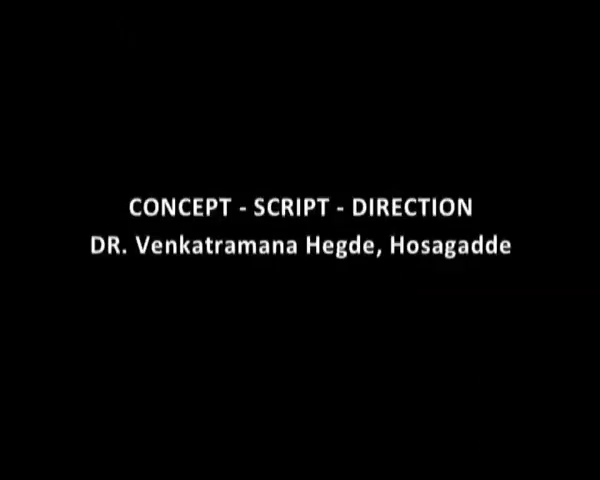 CONCEPT - SCRIPT - DIRECTION
DR. Venkatramana Hegde, Hosagadde